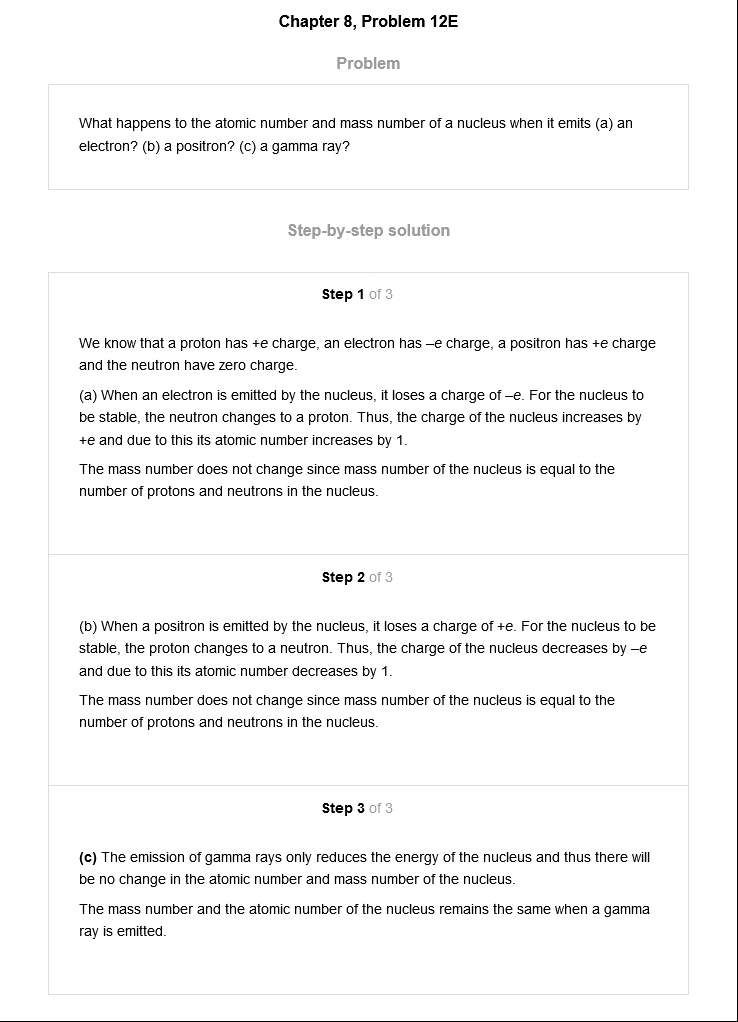 Chapter 8, Problem 12E
Problem
What happens to the atomic number and mass number of a nucleus when it emits (a) an
electron? (b) a positron? (c) a gamma ray?
Step-by-step solution
Step 1 of 3
We know that a proton has +e charge, an electron has –e charge, a positron has +e charge
and the neutron have zero charge.
(a) When an electron is emitted by the nucleus, it loses a charge of –e. For the nucleus to
be stable, the neutron changes to a proton. Thus, the charge of the nucleus increases by
+e and due to this its atomic number increases by 1.
The mass number does not change since mass number of the nucleus is equal to the
number of protons and neutrons in the nucleus.
Step 2 of 3
(b) When a positron is emitted by the nucleus, it loses a charge of +e. For the nucleus to be
stable, the proton changes to a neutron. Thus, the charge of the nucleus decreases by –e
and due to this its atomic number decreases by 1.
The mass number does not change since mass number of the nucleus is equal to the
number of protons and neutrons in the nucleus.
Step 3 of 3
(c) The emission of gamma rays only reduces the energy of the nucleus and thus there will
be no change in the atomic number and mass number of the nucleus.
The mass number and the atomic number of the nucleus remains the same when a gamma
ray is emitted.